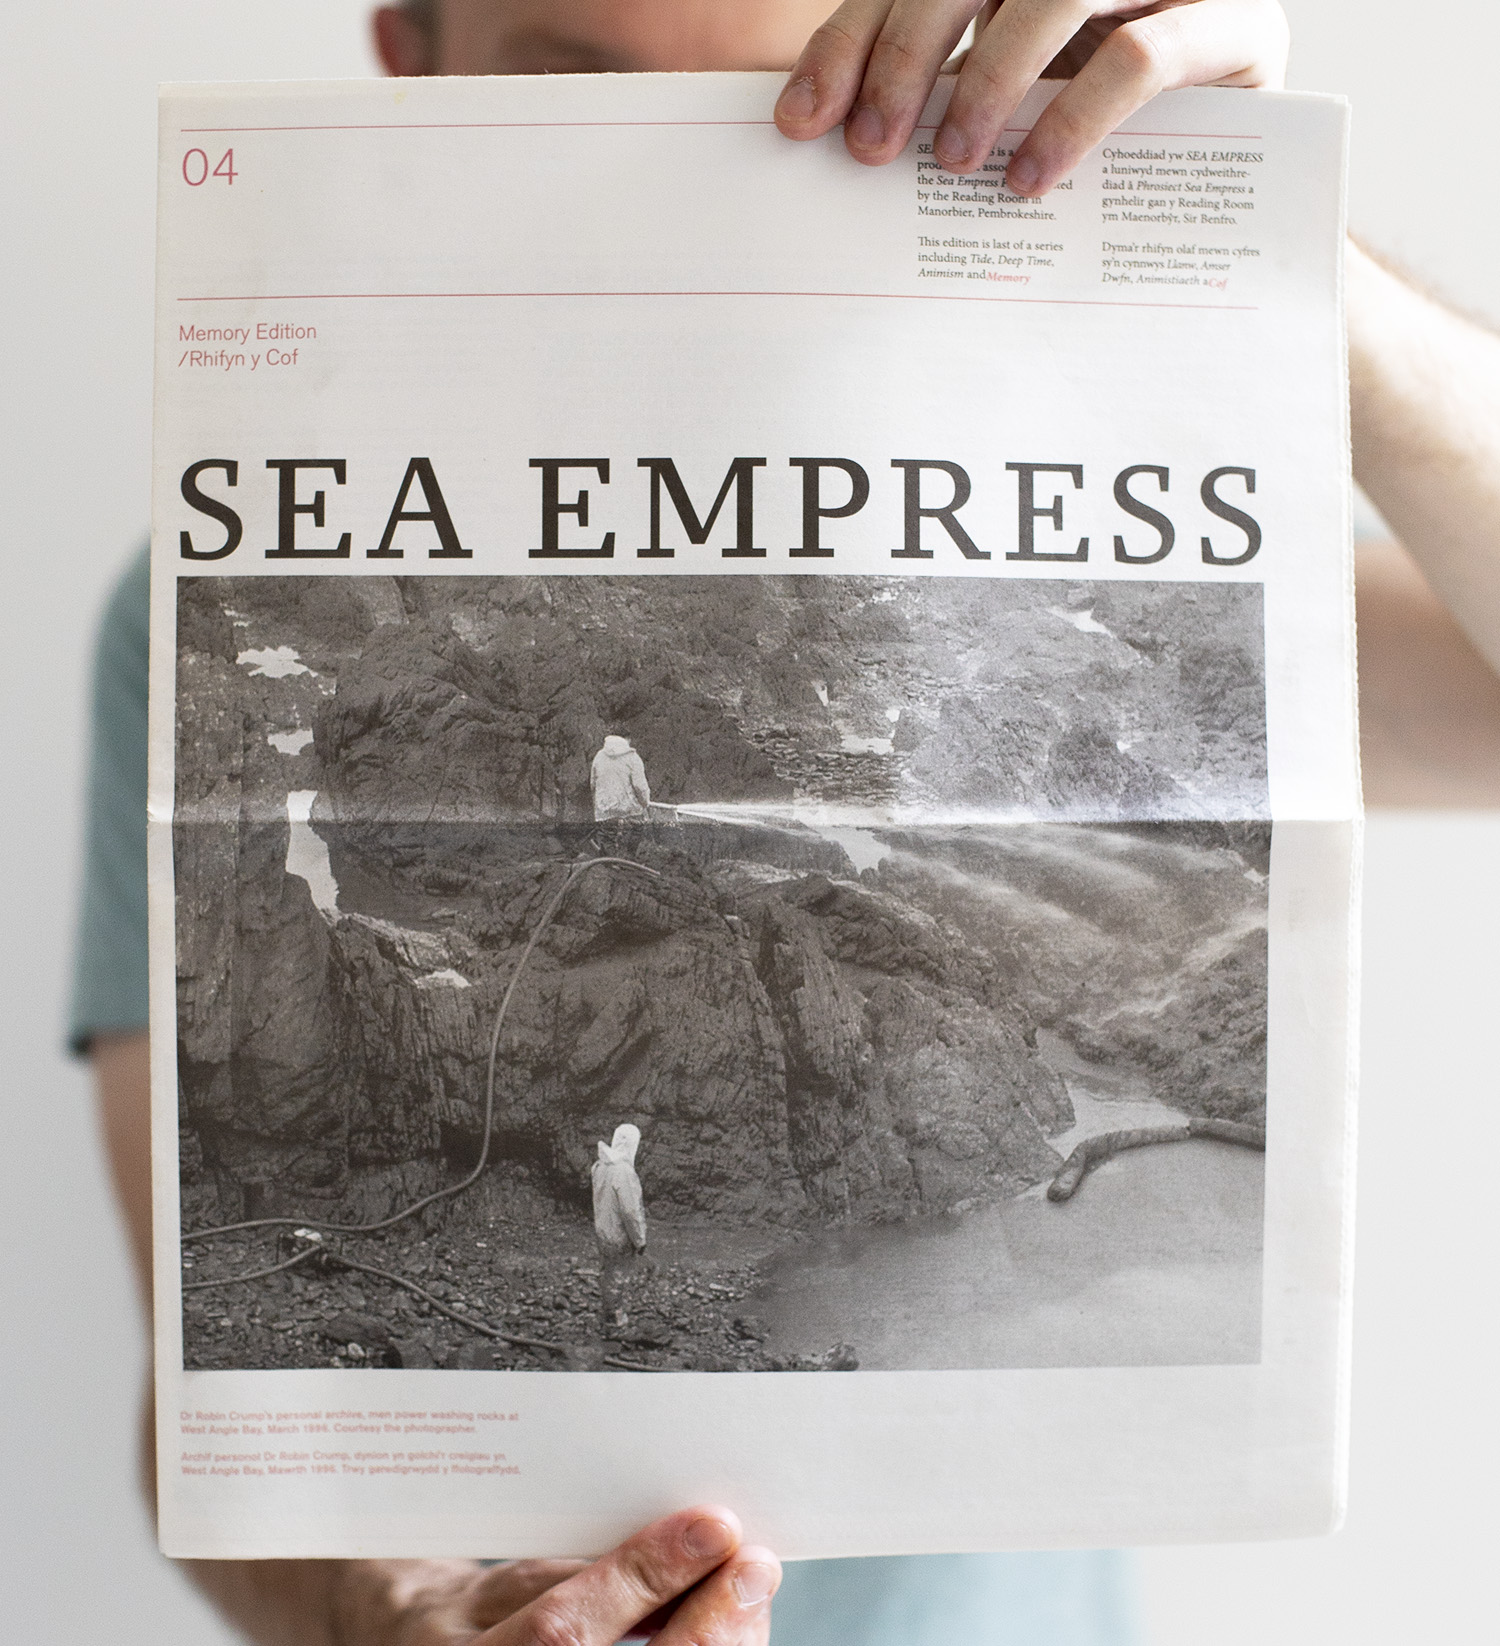 04
SEA is a
the Sea Empress
by the Reading Room in
Manorbier, Pembrokeshire.
This edition is last of a series
including Tide, Deep Time,
Animism and Memory
Cyhoeddiad yw SEA EMPRESS
a luniwyd mewn cydweithre-
diad â Phrosiect Sea Empress a
gynhelir gan y Reading Room
ym Maenorbŷr, Sir Benfro.
Dyma'r rhifyn olaf mewn cyfres
sy'n cynnwys Llanw, Amser
Dwfn, Animistiaeth a Cof
Memory Edition
/Rhifyn y Cof
SEA EMPRESS
Dr Robin Crump's personal archive, men power washing rocks at
West Angle Bay, March 1996. Courtesy the photographer.
Archif personol Dr Robin Crump, dynion yn golchi'r creigiau yn
West Angle Bay, Mawrth 1996. Trwy garedigrwydd y ffotograffydd.